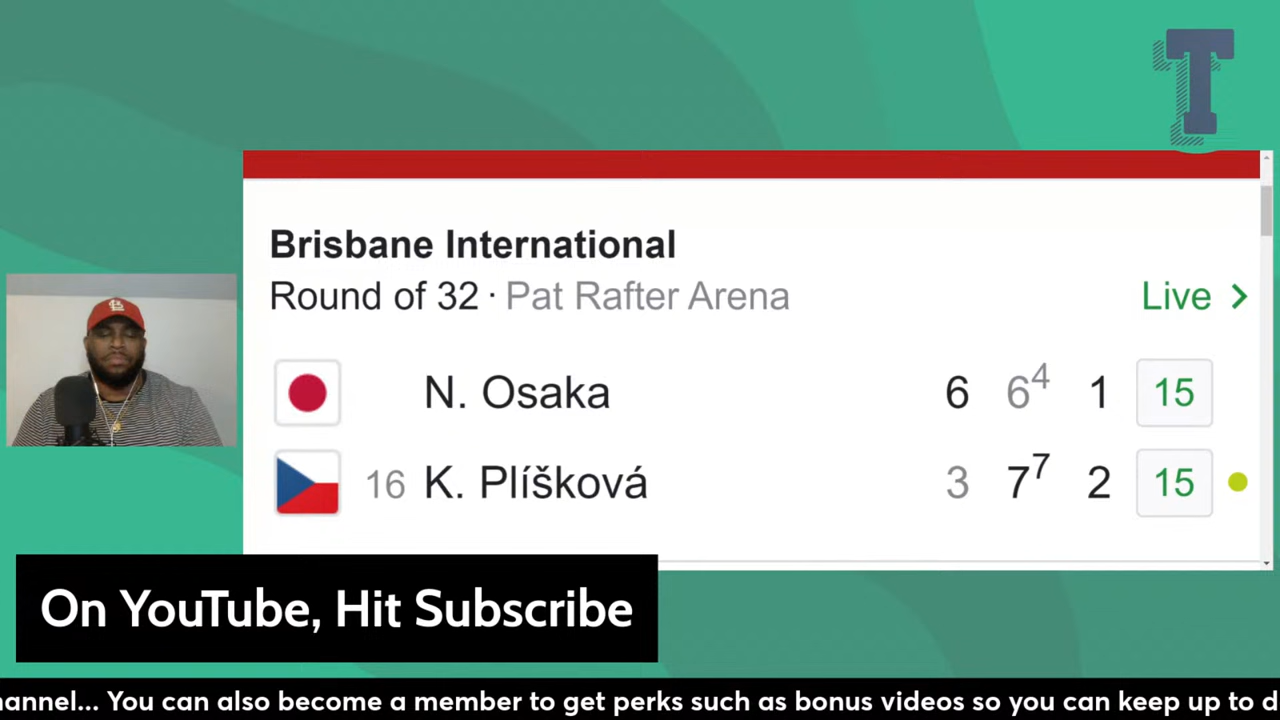 T
Brisbane International
Round of 32 · Pat Rafter Arena Live >
N. Osaka 6 6⁴ 1 15
16 K. Plíšková 3 7⁷ 2 15
On YouTube, Hit Subscribe
hannel... You can also become a member to get perks such as bonus videos so you can keep up to d